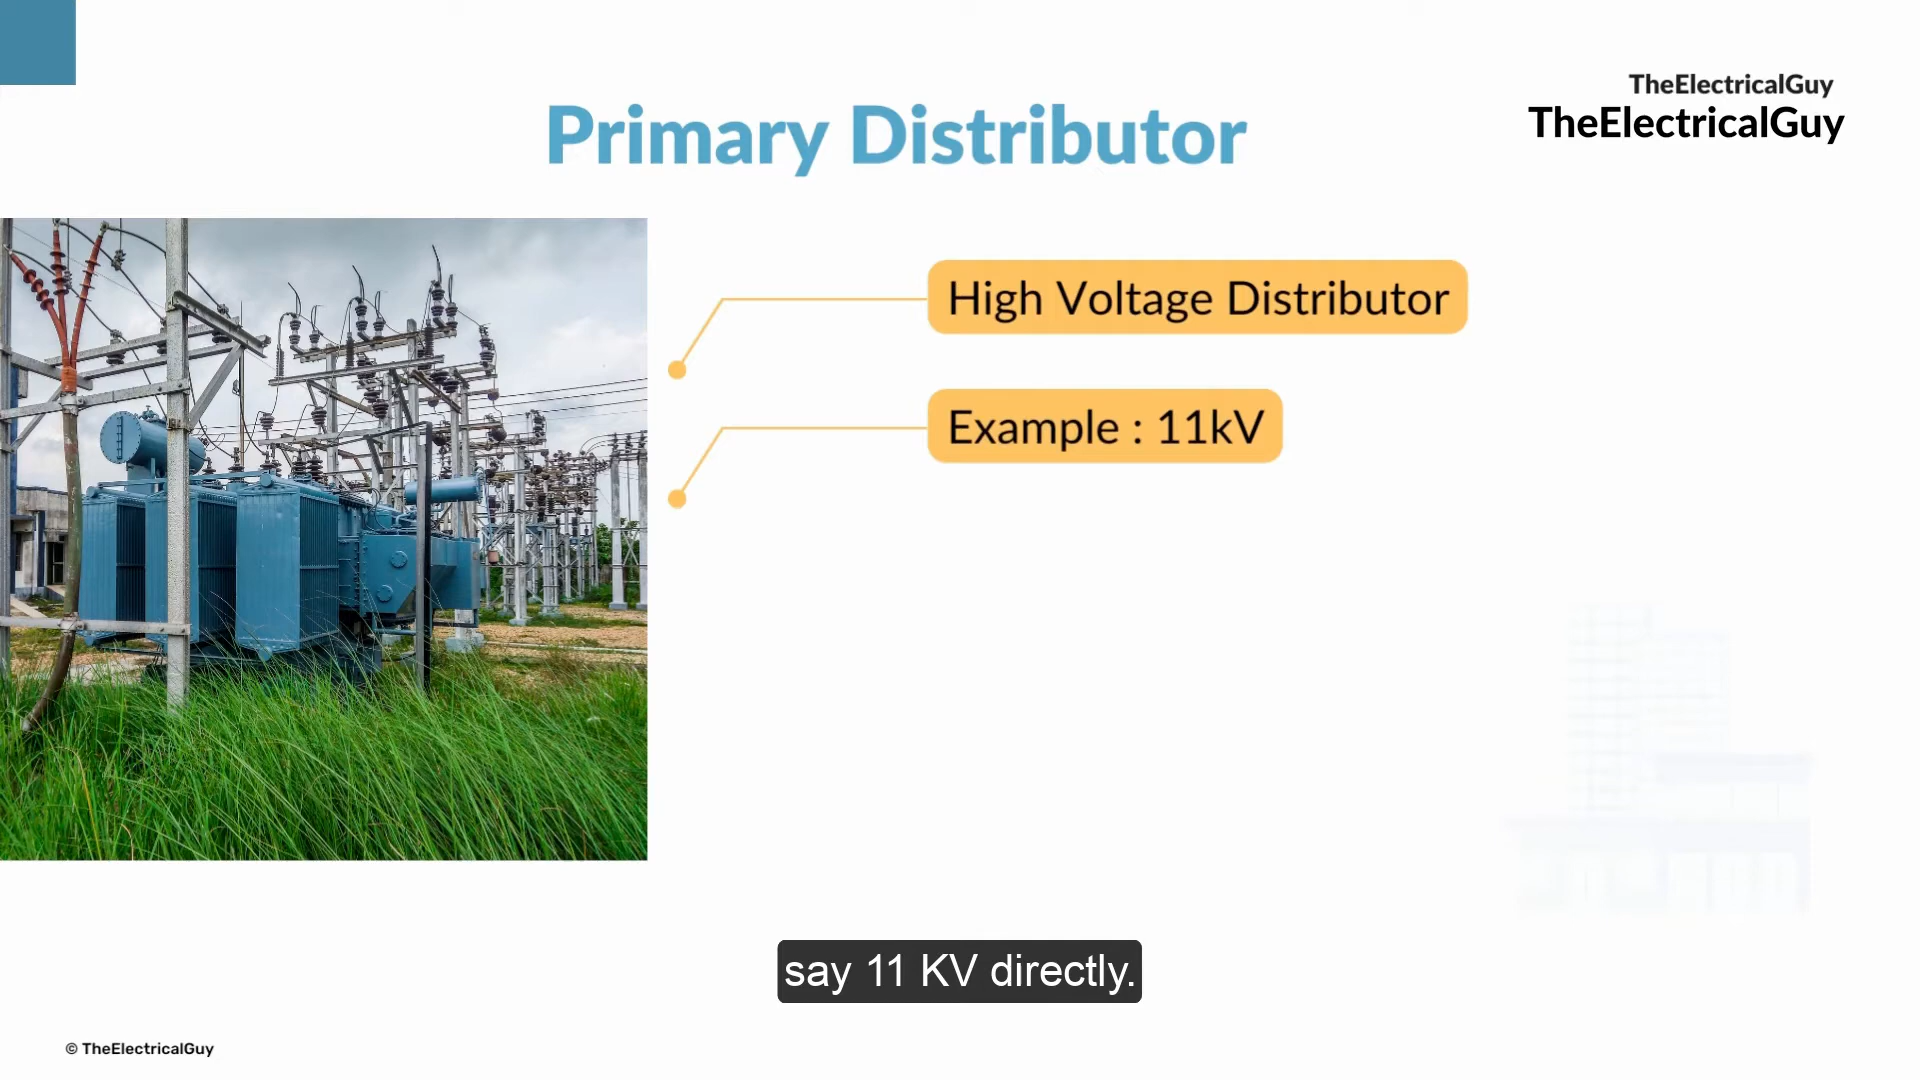 TheElectricalGuy
TheElectricalGuy
Primary Distributor
High Voltage Distributor
Example : 11kV
say 11 KV directly.
© TheElectricalGuy